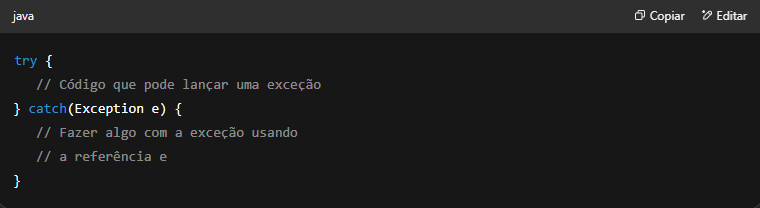 java
Copiar
Editar
try {
// Código que pode lançar uma exceção
} catch(Exception e) {
// Fazer algo com a exceção usando
// a referência e
}